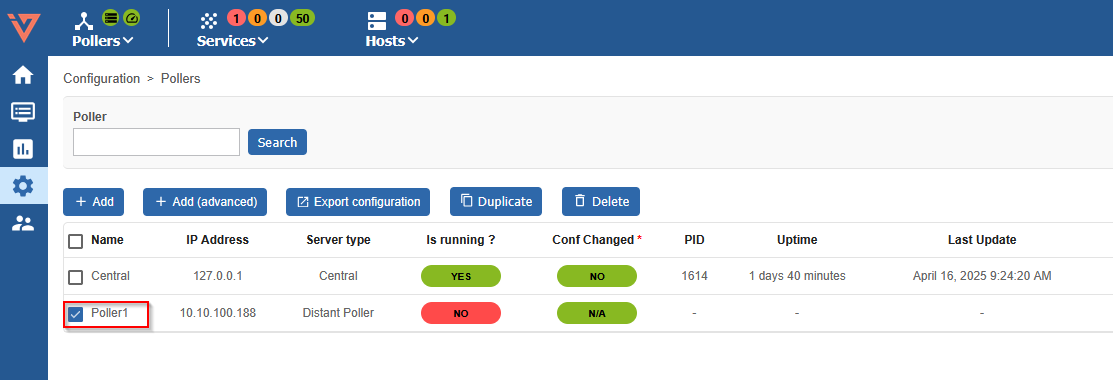 1 0 0 50 0 0 1
Pollers Services Hosts
Configuration > Pollers
Poller
Search
+ Add + Add (advanced) Export configuration Duplicate Delete
Name IP Address Server type Is running ? Conf Changed * PID Uptime Last Update
Central 127.0.0.1 Central YES NO 1614 1 days 40 minutes April 16, 2025 9:24:20 AM
Poller1 10.10.100.188 Distant Poller NO N/A - - -